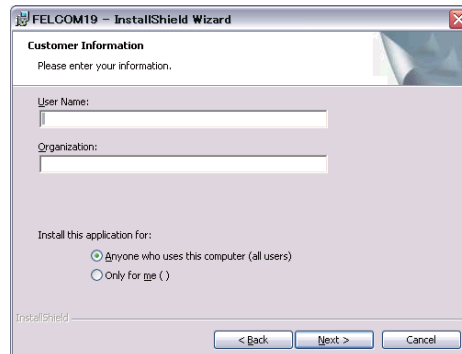 FELCOM19 - InstallShield Wizard
Customer Information
Please enter your information.
User Name:
Organization:
Install this application for:
Anyone who uses this computer (all users)
Only for me ( )
InstallShield
< Back
Next >
Cancel